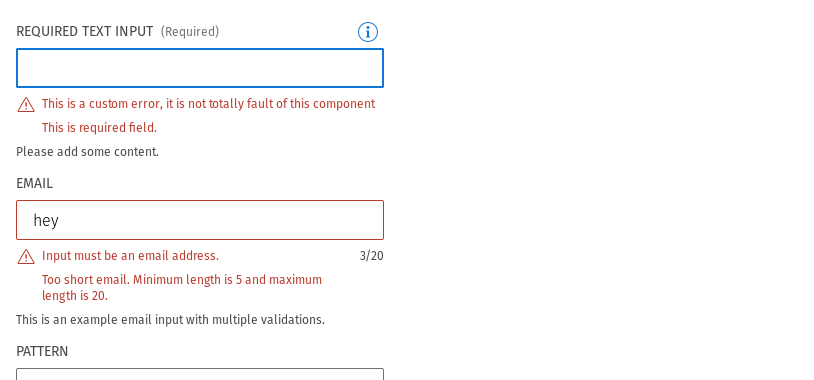 REQUIRED TEXT INPUT (Required)
This is a custom error, it is not totally fault of this component
This is required field.
Please add some content.
EMAIL
hey
Input must be an email address. 3/20
Too short email. Minimum length is 5 and maximum
length is 20.
This is an example email input with multiple validations.
PATTERN